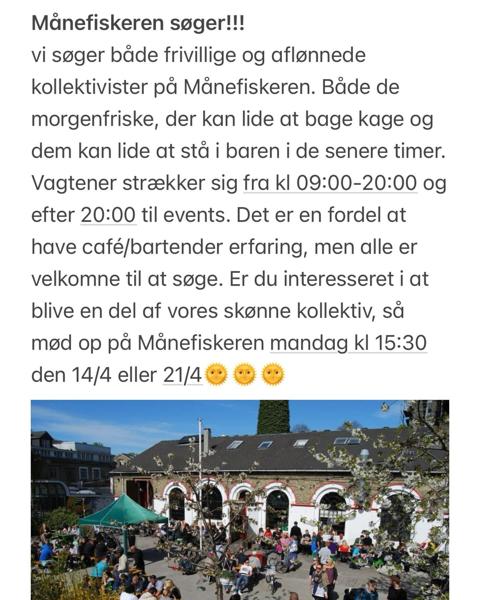 Månefiskeren søger!!!
vi søger både frivillige og aflønnede
kollektivister på Månefiskeren. Både de
morgenfriske, der kan lide at bage kage og
dem kan lide at stå i baren i de senere timer.
Vagtener strækker sig fra kl 09:00-20:00 og
efter 20:00 til events. Det er en fordel at
have café/bartender erfaring, men alle er
velkomne til at søge. Er du interesseret i at
blive en del af vores skønne kollektiv, så
mød op på Månefiskeren mandag kl 15:30
den 14/4 eller 21/4🌞🌞🌞